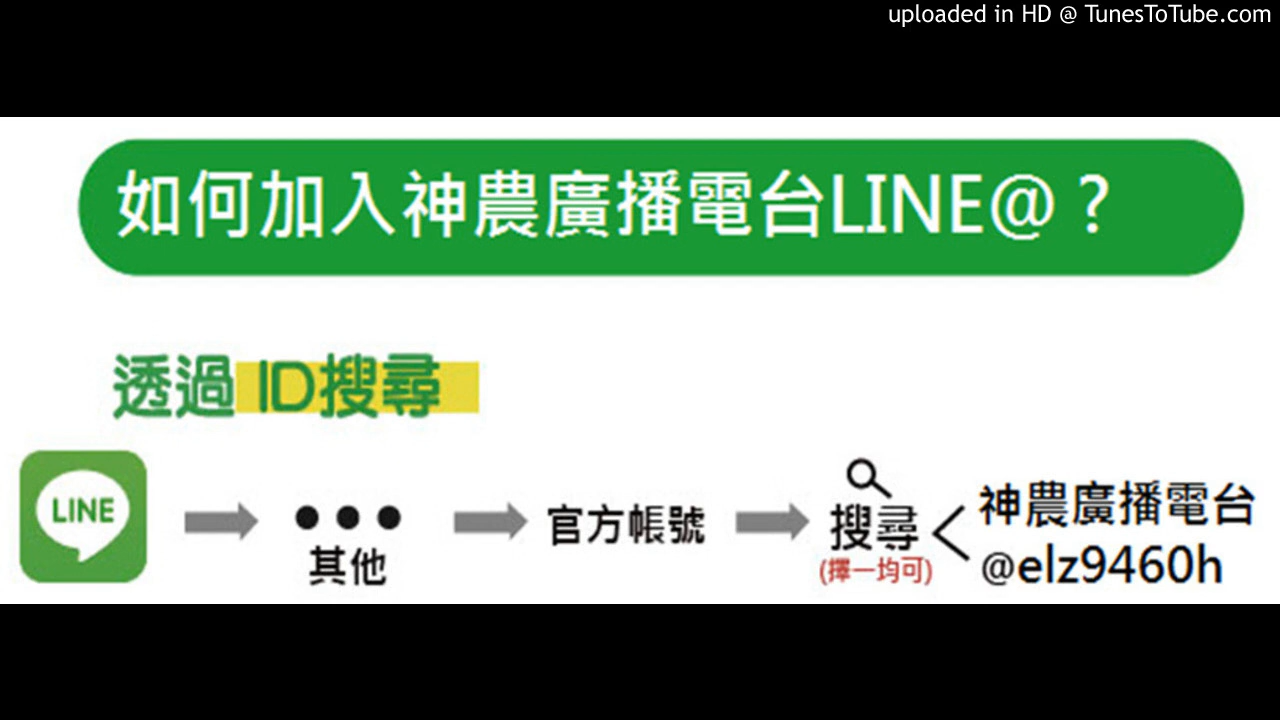 uploaded in HD @ TunesToTube.com
如何加入神農廣播電台LINE@？
透過 ID搜尋
LINE
其他
官方帳號
搜尋
(擇一均可)
神農廣播電台
@elz9460h